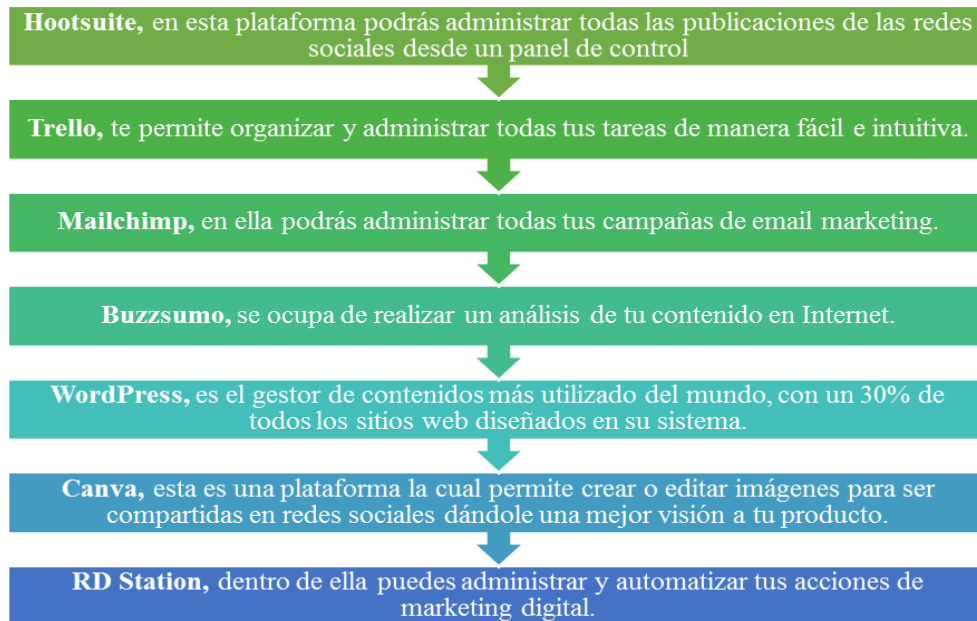 Hootsuite, en esta plataforma podrás administrar todas las publicaciones de las redes
sociales desde un panel de control
Trello, te permite organizar y administrar todas tus tareas de manera fácil e intuitiva.
Mailchimp, en ella podrás administrar todas tus campañas de email marketing.
Buzzsumo, se ocupa de realizar un análisis de tu contenido en Internet.
WordPress, es el gestor de contenidos más utilizado del mundo, con un 30% de
todos los sitios web diseñados en su sistema.
Canva, esta es una plataforma la cual permite crear o editar imágenes para ser
compartidas en redes sociales dándole una mejor visión a tu producto.
RD Station, dentro de ella puedes administrar y automatizar tus acciones de
marketing digital.